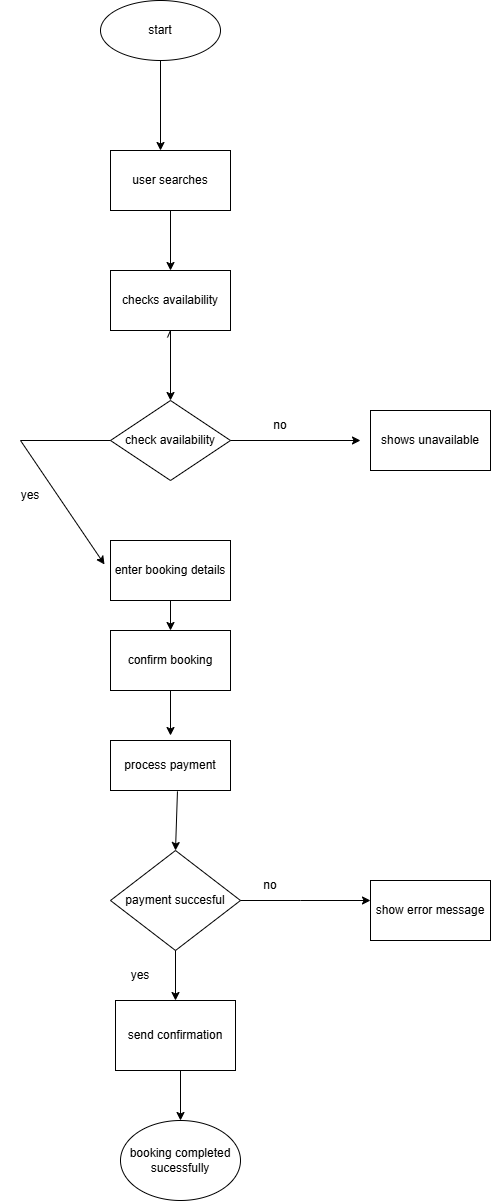 start
user searches
checks availability
check availability
no
shows unavailable
yes
enter booking details
confirm booking
process payment
payment succesful
no
show error message
yes
send confirmation
booking completed
sucessfully